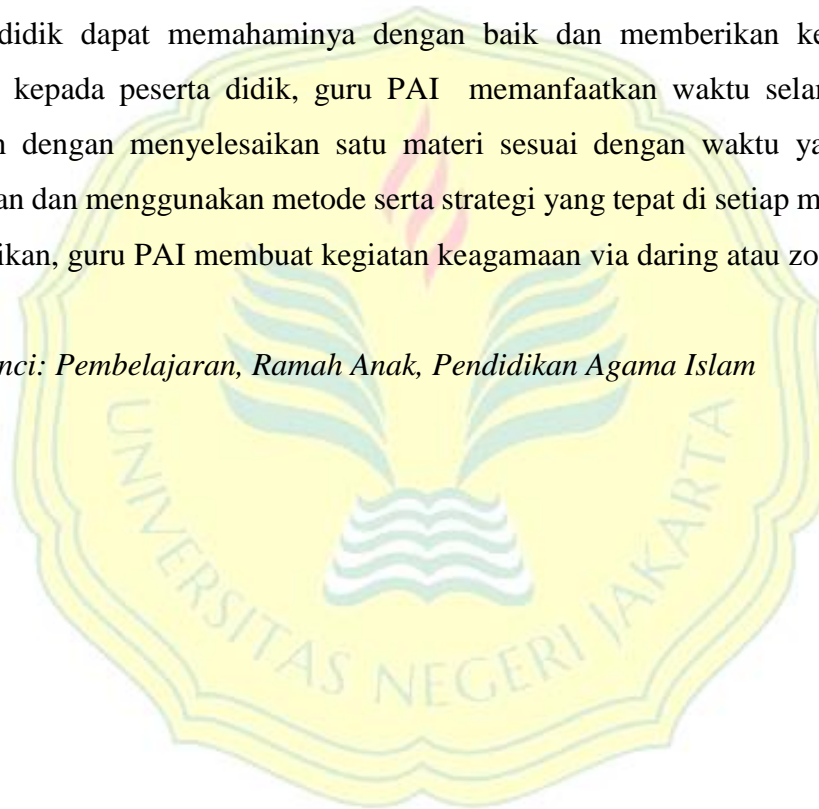 didik dapat memahaminya dengan baik dan memberikan ke
kepada peserta didik, guru PAI memanfaatkan waktu selar
n dengan menyelesaikan satu materi sesuai dengan waktu ya
an dan menggunakan metode serta strategi yang tepat di setiap m
ikan, guru PAI membuat kegiatan keagamaan via daring atau zo
nci: Pembelajaran, Ramah Anak, Pendidikan Agama Islam
UNIVERSITAS NEGERI JAKARTA